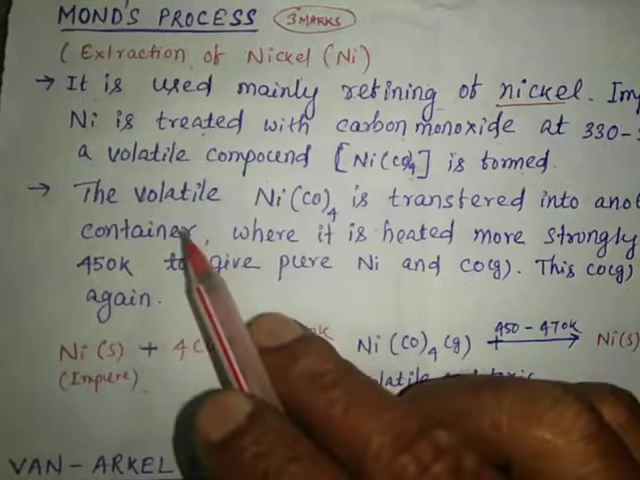 MOND'S PROCESS (3 MARKS)
( Extraction of Nickel (Ni)
→ It is used mainly refining of nickel. Im
Ni is treated with carbon monoxide at 330-
a volatile compound [Ni(CO)4] is formed.
→ The volatile Ni(CO)4 is transfered into ano
container, where it is heated more strongly
450K to give pure Ni and CO(g). This CO(g)
again.
Ni(s) + 4C Ni(CO)4(g) 450-470K → Ni(s)
(Impure) volatile
VAN-ARKEL